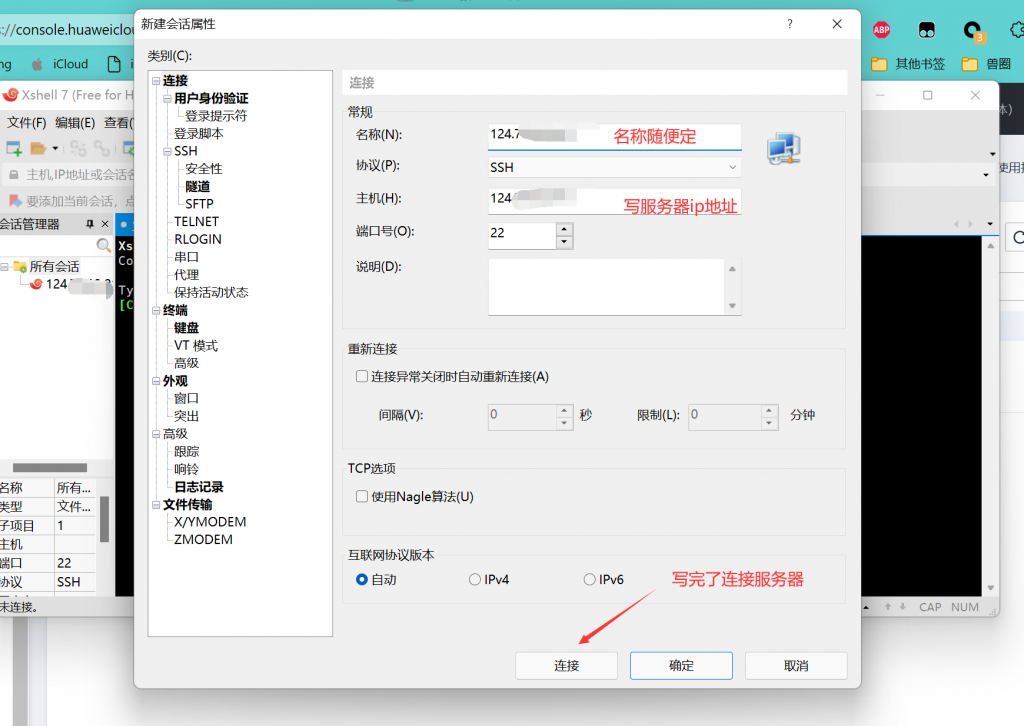 ://console.huaweiclou
ng
iCloud
ABP
3
其他书签
兽圈
Xshell 7 (Free for H
文件(F) 编辑(E) 查看(
主机,IP地址或会话名
要添加当前会话，点
会话管理器
所有会话
124.7
Xs
Co
Ty
[C
名称 所有...
类型 文件...
子项目 1
主机
端口 22
协议 SSH
未连接。
新建会话属性
?
类别(C):
连接
用户身份验证
登录提示符
登录脚本
SSH
安全性
隧道
SFTP
TELNET
RLOGIN
串口
代理
保持活动状态
终端
键盘
VT 模式
高级
外观
窗口
突出
高级
跟踪
响铃
日志记录
文件传输
X/YMODEM
ZMODEM
连接
常规
名称(N): 124.7 名称随便定
协议(P): SSH
主机(H): 124 写服务器ip地址
端口号(O): 22
说明(D):
重新连接
连接异常关闭时自动重新连接(A)
间隔(V): 0 秒 限制(L): 0 分钟
TCP选项
使用Nagle算法(U)
互联网协议版本
自动 IPv4 IPv6
写完了连接服务器
连接 确定 取消
使用
CAP NUM